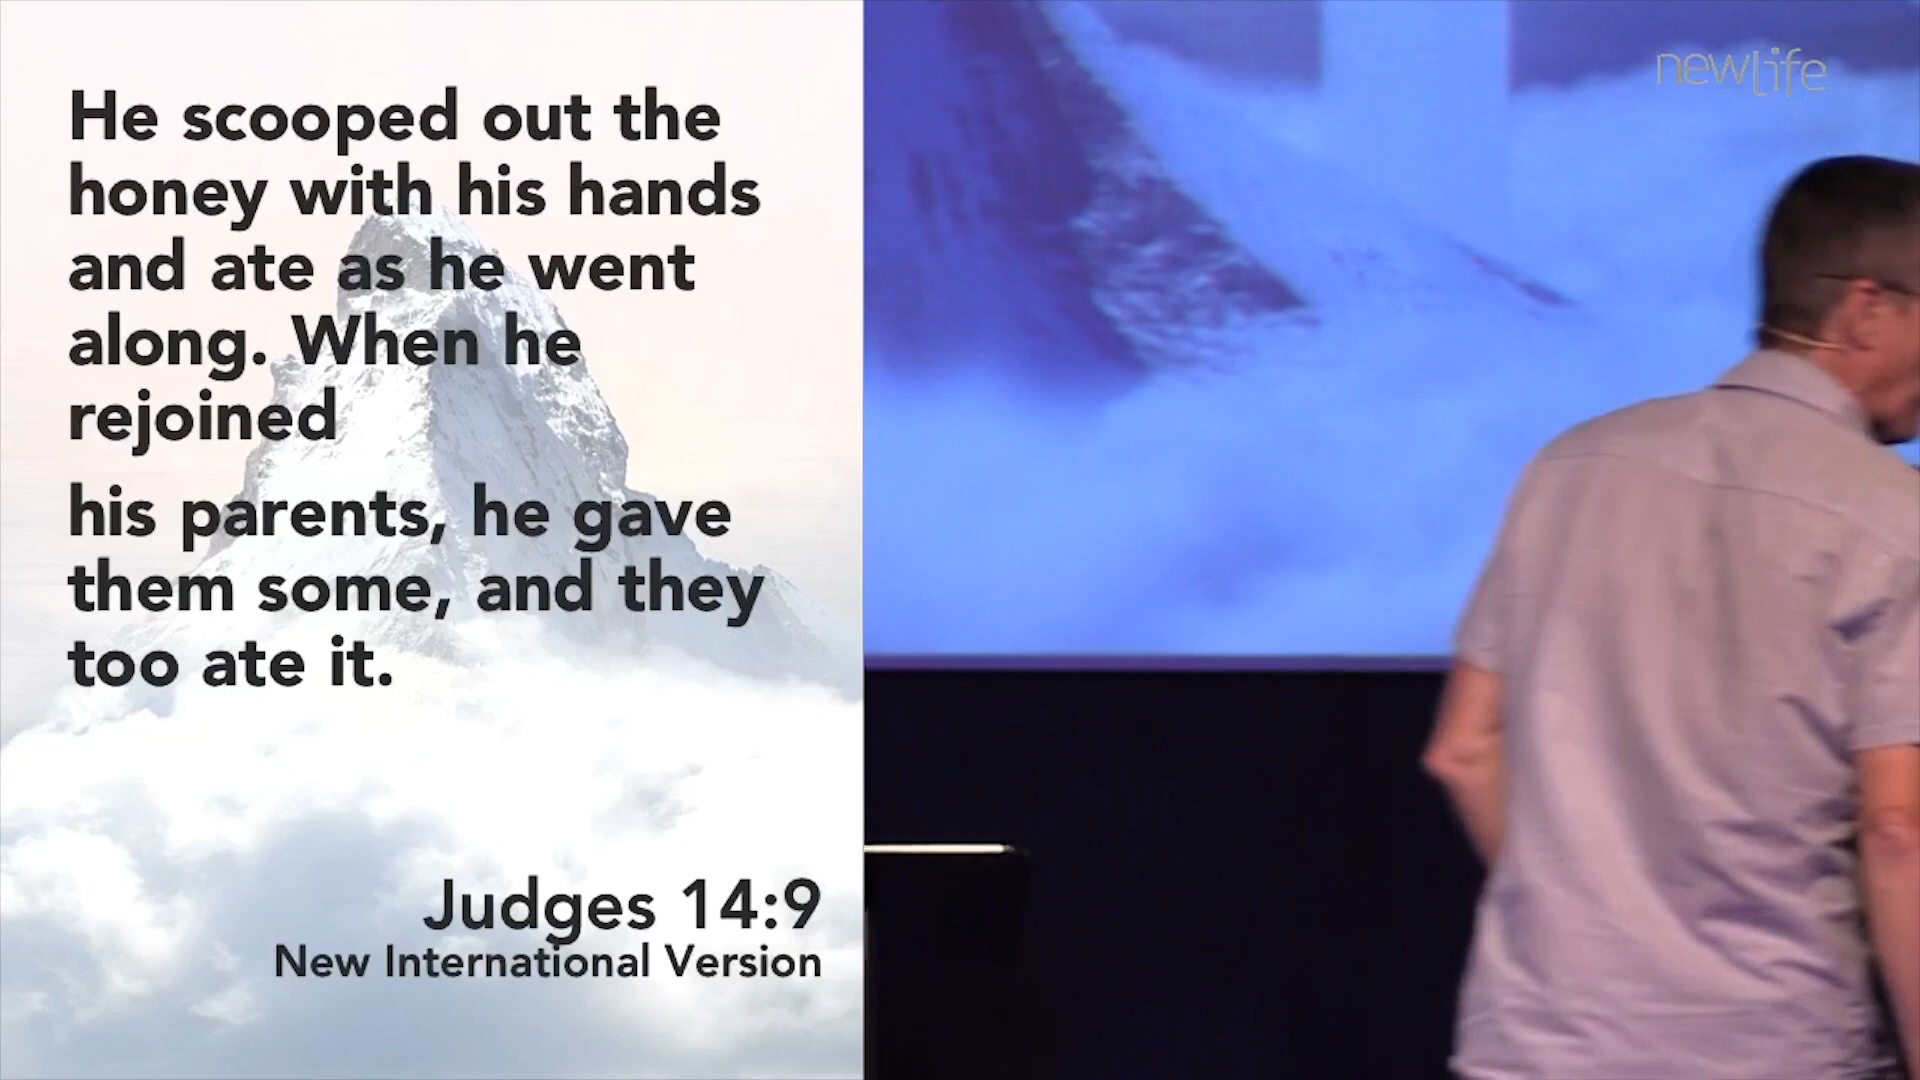 He scooped out the
honey with his hands
and ate as he went
along. When he
rejoined
his parents, he gave
them some, and they
too ate it.
Judges 14:9
New International Version
newlife